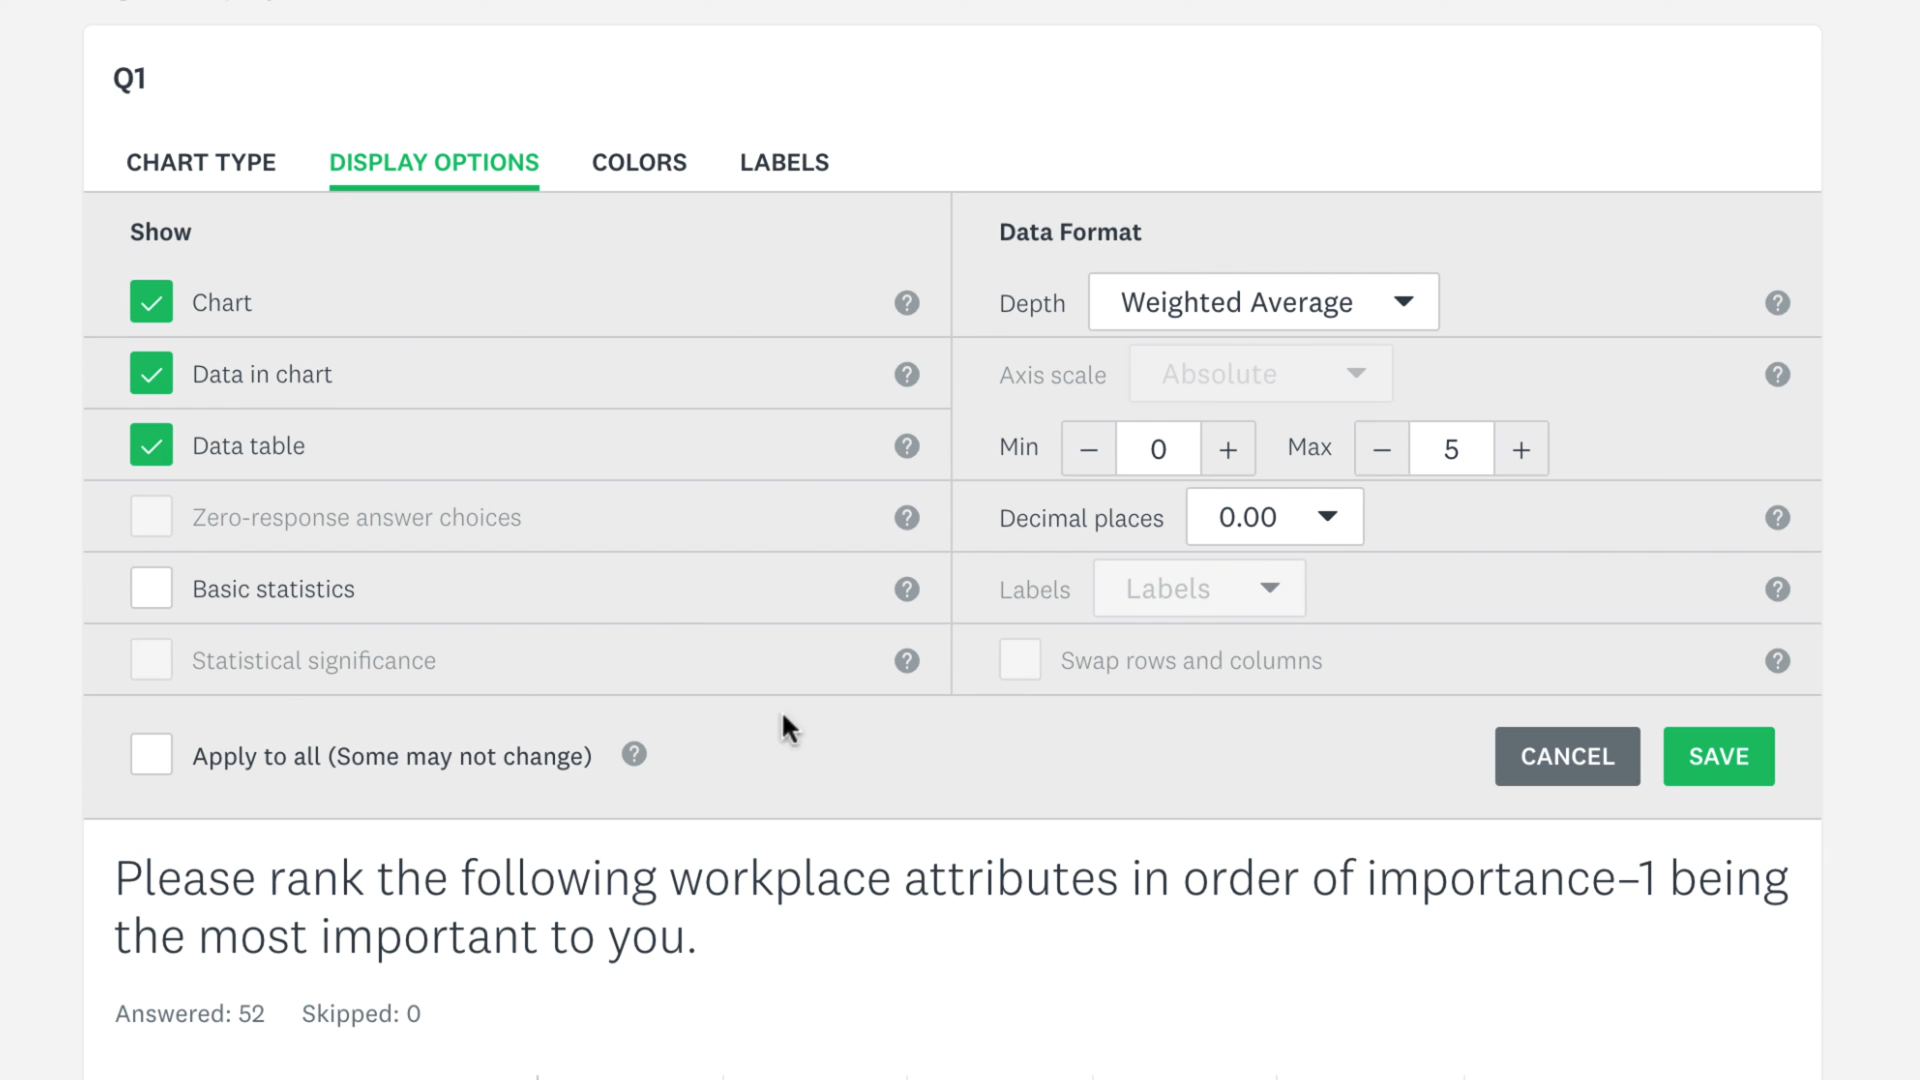 Q1
CHART TYPE DISPLAY OPTIONS COLORS LABELS
Show
Chart ?
Data in chart ?
Data table ?
Zero-response answer choices ?
Basic statistics ?
Statistical significance ?
Data Format
Depth Weighted Average ?
Axis scale Absolute ?
Min – 0 + Max – 5 +
Decimal places 0.00 ?
Labels Labels ?
Swap rows and columns ?
Apply to all (Some may not change) ?
CANCEL SAVE
Please rank the following workplace attributes in order of importance–1 being
the most important to you.
Answered: 52 Skipped: 0